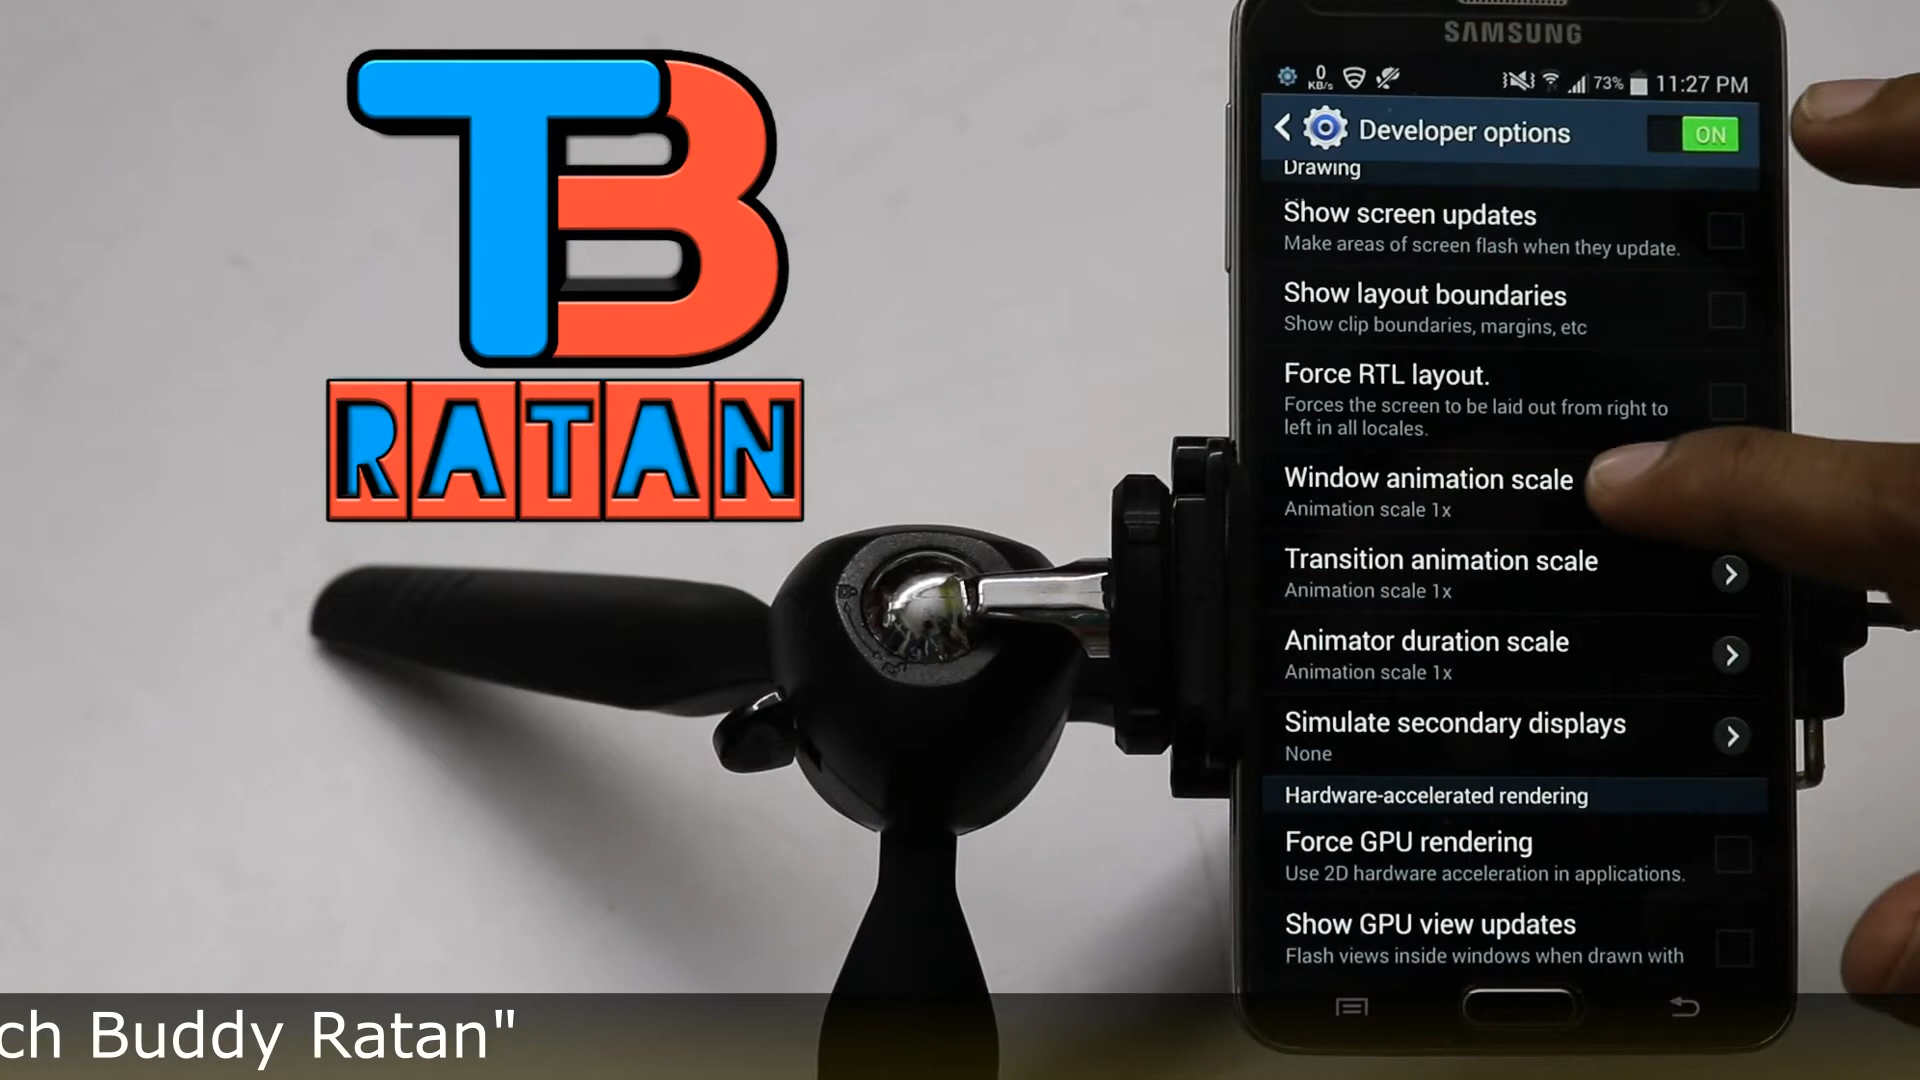 TB
RATAN
SAMSUNG
0
KB/s
73%
11:27 PM
Developer options
ON
Drawing
Show screen updates
Make areas of screen flash when they update.
Show layout boundaries
Show clip boundaries, margins, etc
Force RTL layout.
Forces the screen to be laid out from right to
left in all locales.
Window animation scale
Animation scale 1x
Transition animation scale
Animation scale 1x
Animator duration scale
Animation scale 1x
Simulate secondary displays
None
Hardware-accelerated rendering
Force GPU rendering
Use 2D hardware acceleration in applications.
Show GPU view updates
Flash views inside windows when drawn with
ch Buddy Ratan"